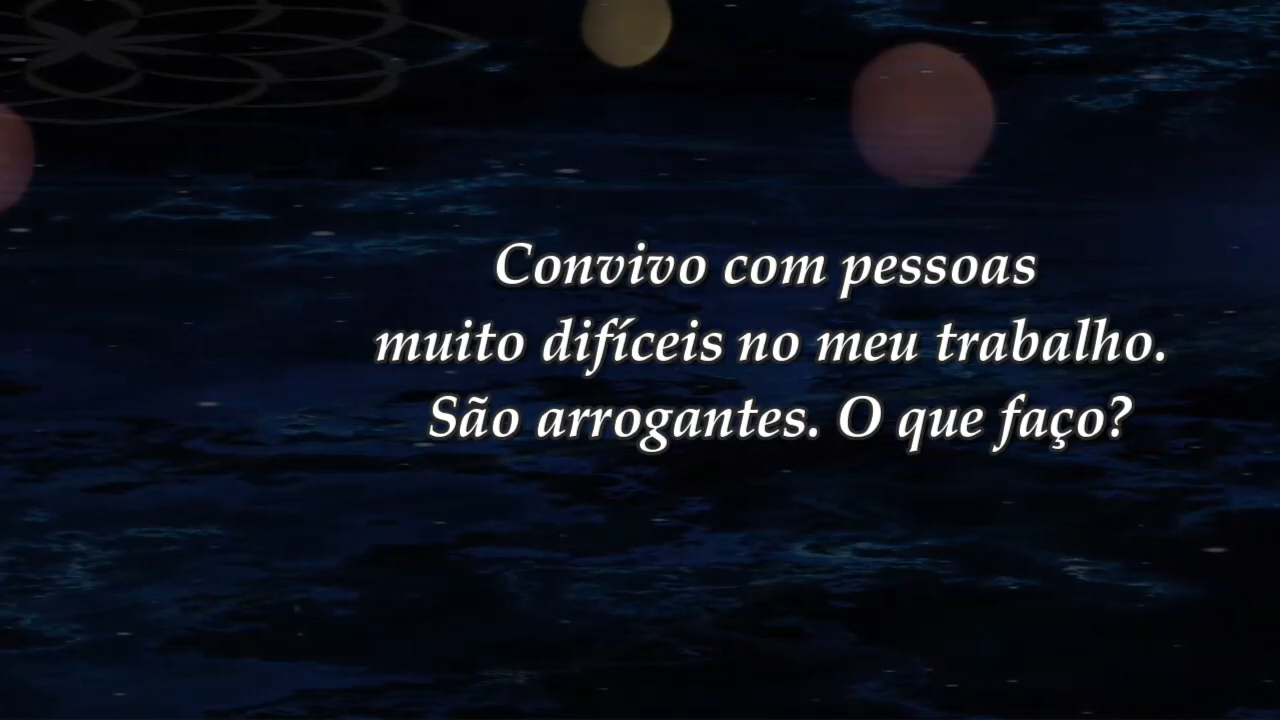 Convivo com pessoas
muito difíceis no meu trabalho.
São arrogantes. O que faço?